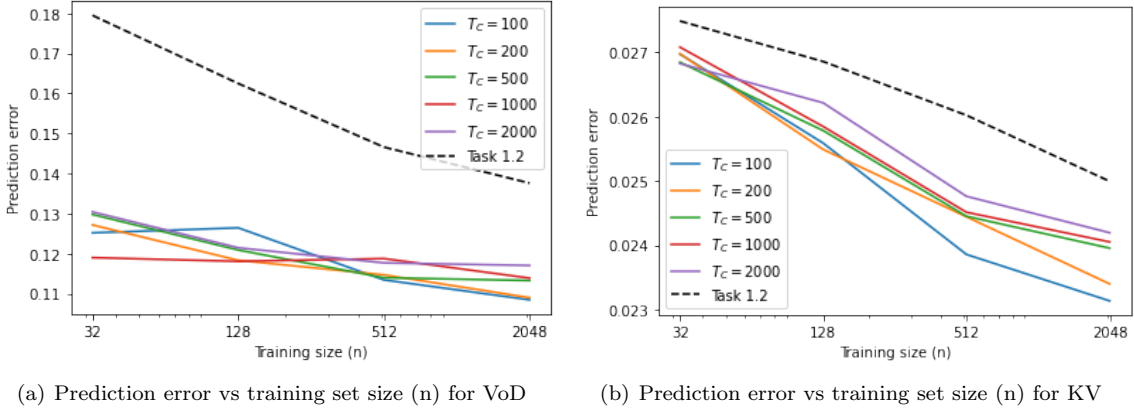 0.18
0.17
0.16
0.15
0.14
0.13
0.12
0.11
Prediction error
T_C = 100
T_C = 200
T_C = 500
T_C = 1000
T_C = 2000
Task 1.2
32
128
512
2048
Training size (n)
(a) Prediction error vs training set size (n) for VoD
0.027
0.026
0.025
0.024
0.023
Prediction error
T_C = 100
T_C = 200
T_C = 500
T_C = 1000
T_C = 2000
Task 1.2
32
128
512
2048
Training size (n)
(b) Prediction error vs training set size (n) for KV